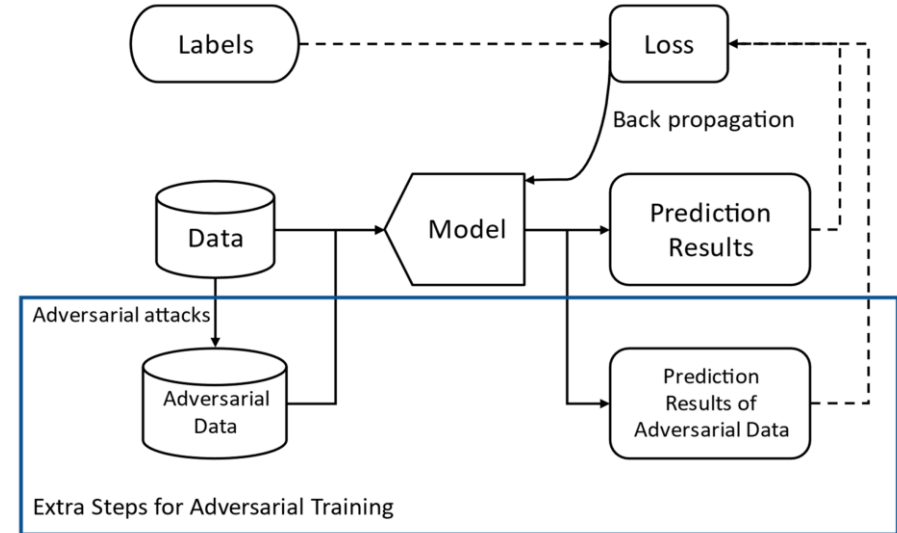 Labels
Loss
Back propagation
Data
Model
Prediction
Results
Adversarial attacks
Adversarial
Data
Prediction
Results of
Adversarial Data
Extra Steps for Adversarial Training